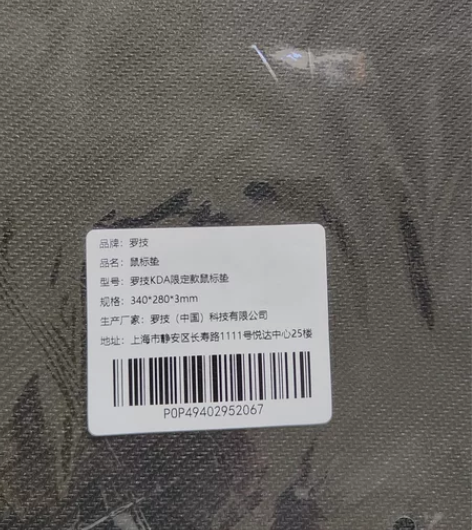 品牌：罗技
品名：鼠标垫
型号：罗技KDA限定款鼠标垫
规格：340*280*3mm
生产厂家：罗技（中国）科技有限公司
地址：上海市静安区长寿路1111号悦达中心25楼
P0P49402952067